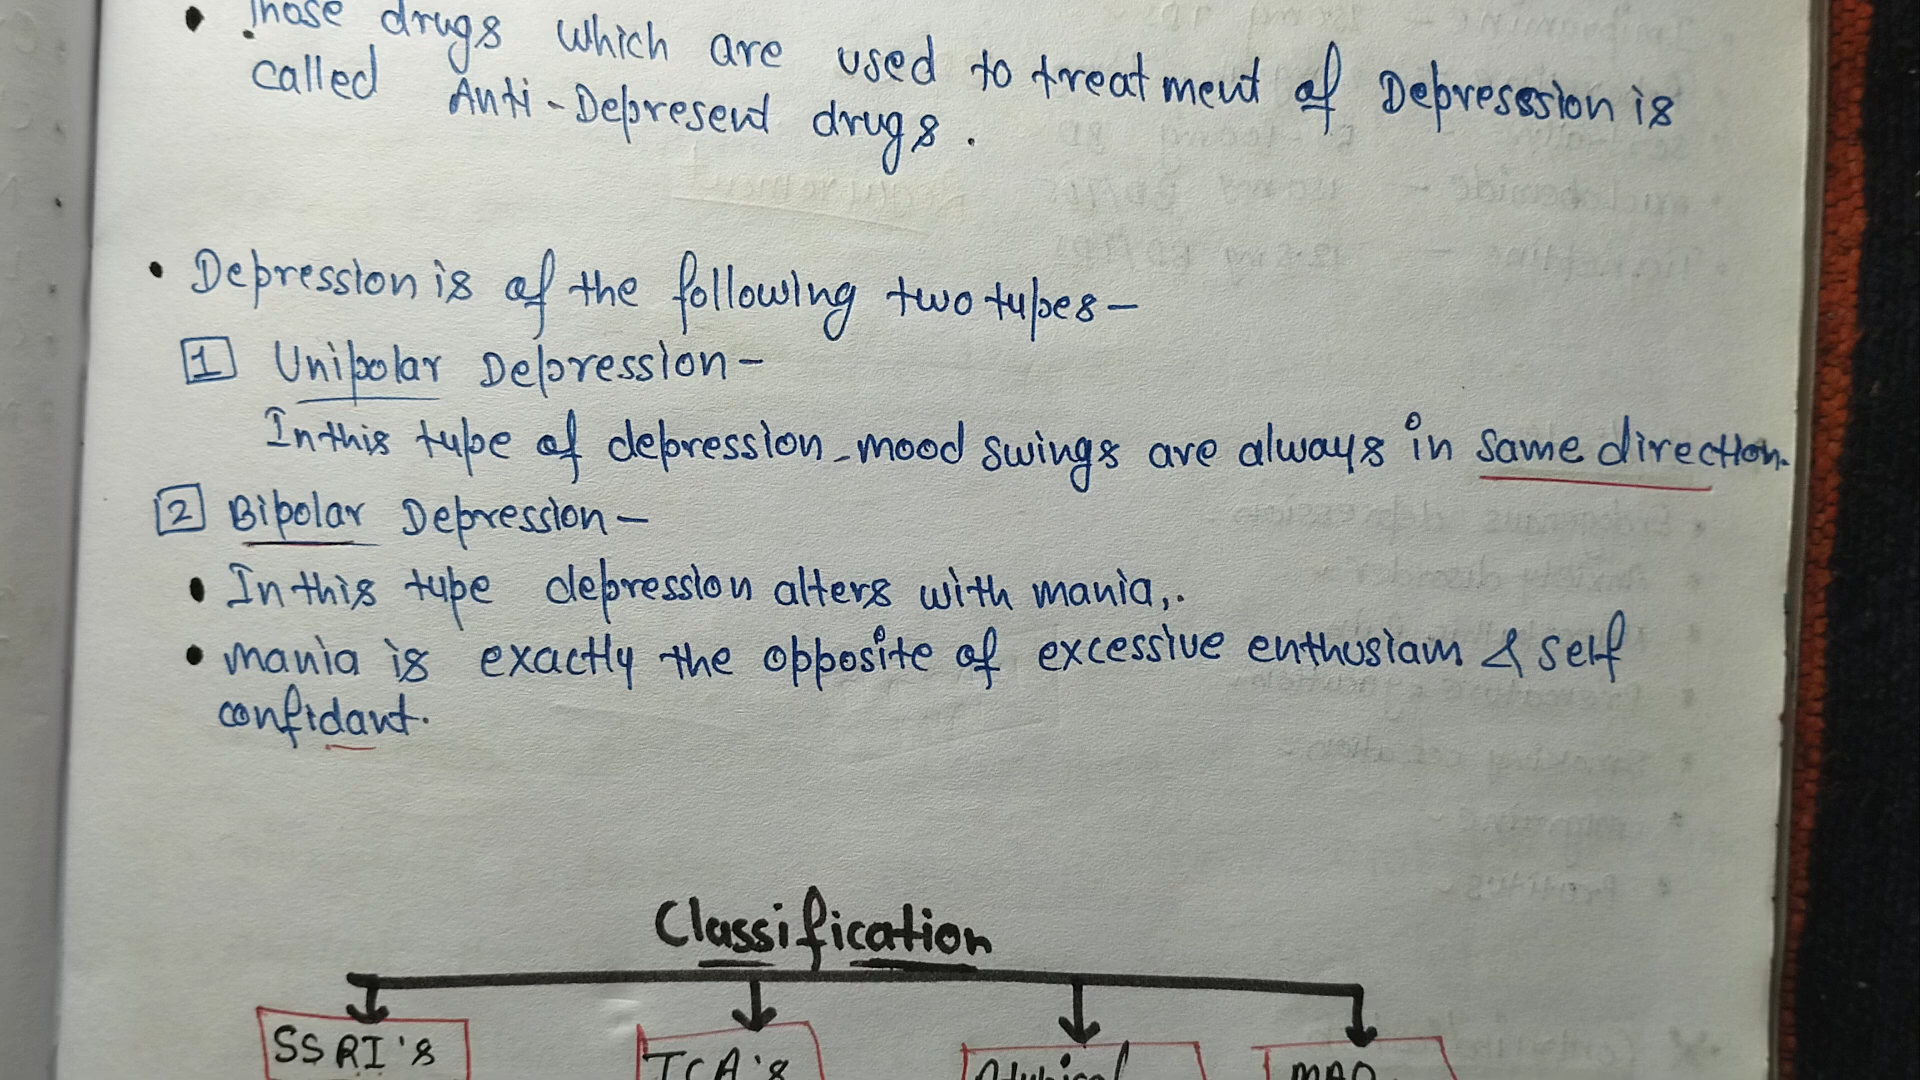 • Those drugs which are used to treatment of Depresssion is
called Anti-Depresent drugs.
• Depression is of the following two types-
1 Unipolar Depression-
In this type of depression-mood swings are always in same direction.
2 Bipolar Depression-
• In this type depression alters with mania,.
• mania is exactly the opposite of excessive enthusiam & self
confidant.
Classification
SSRI's TCA's Atypical MAO